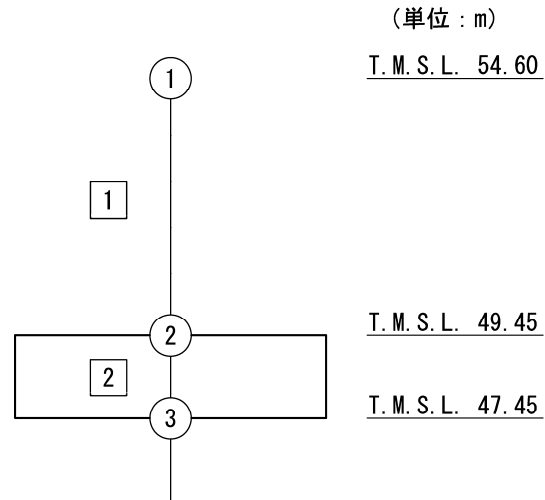 (単位:m)
① T.M.S.L. 54.60
1
② T.M.S.L. 49.45
2
③ T.M.S.L. 47.45